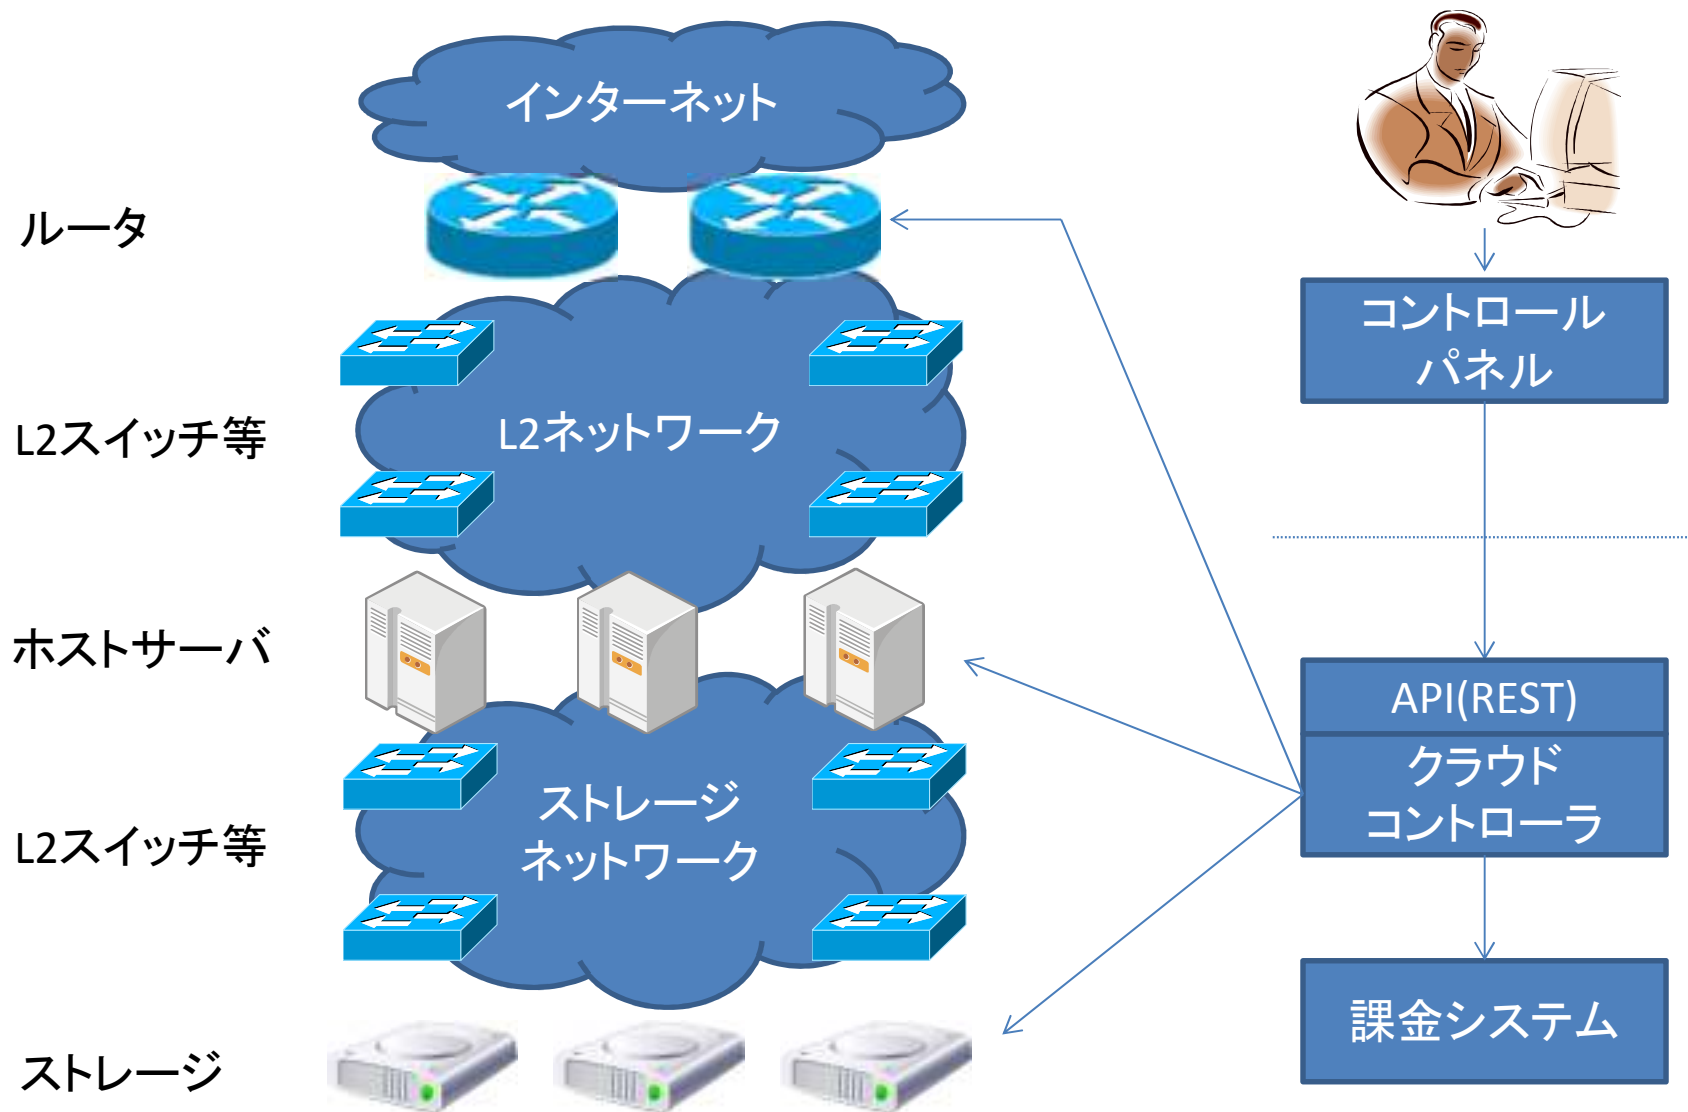 インターネット
ルータ
L2スイッチ等
L2ネットワーク
ホストサーバ
L2スイッチ等
ストレージ
ネットワーク
ストレージ
コントロール
パネル
API(REST)
クラウド
コントローラ
課金システム